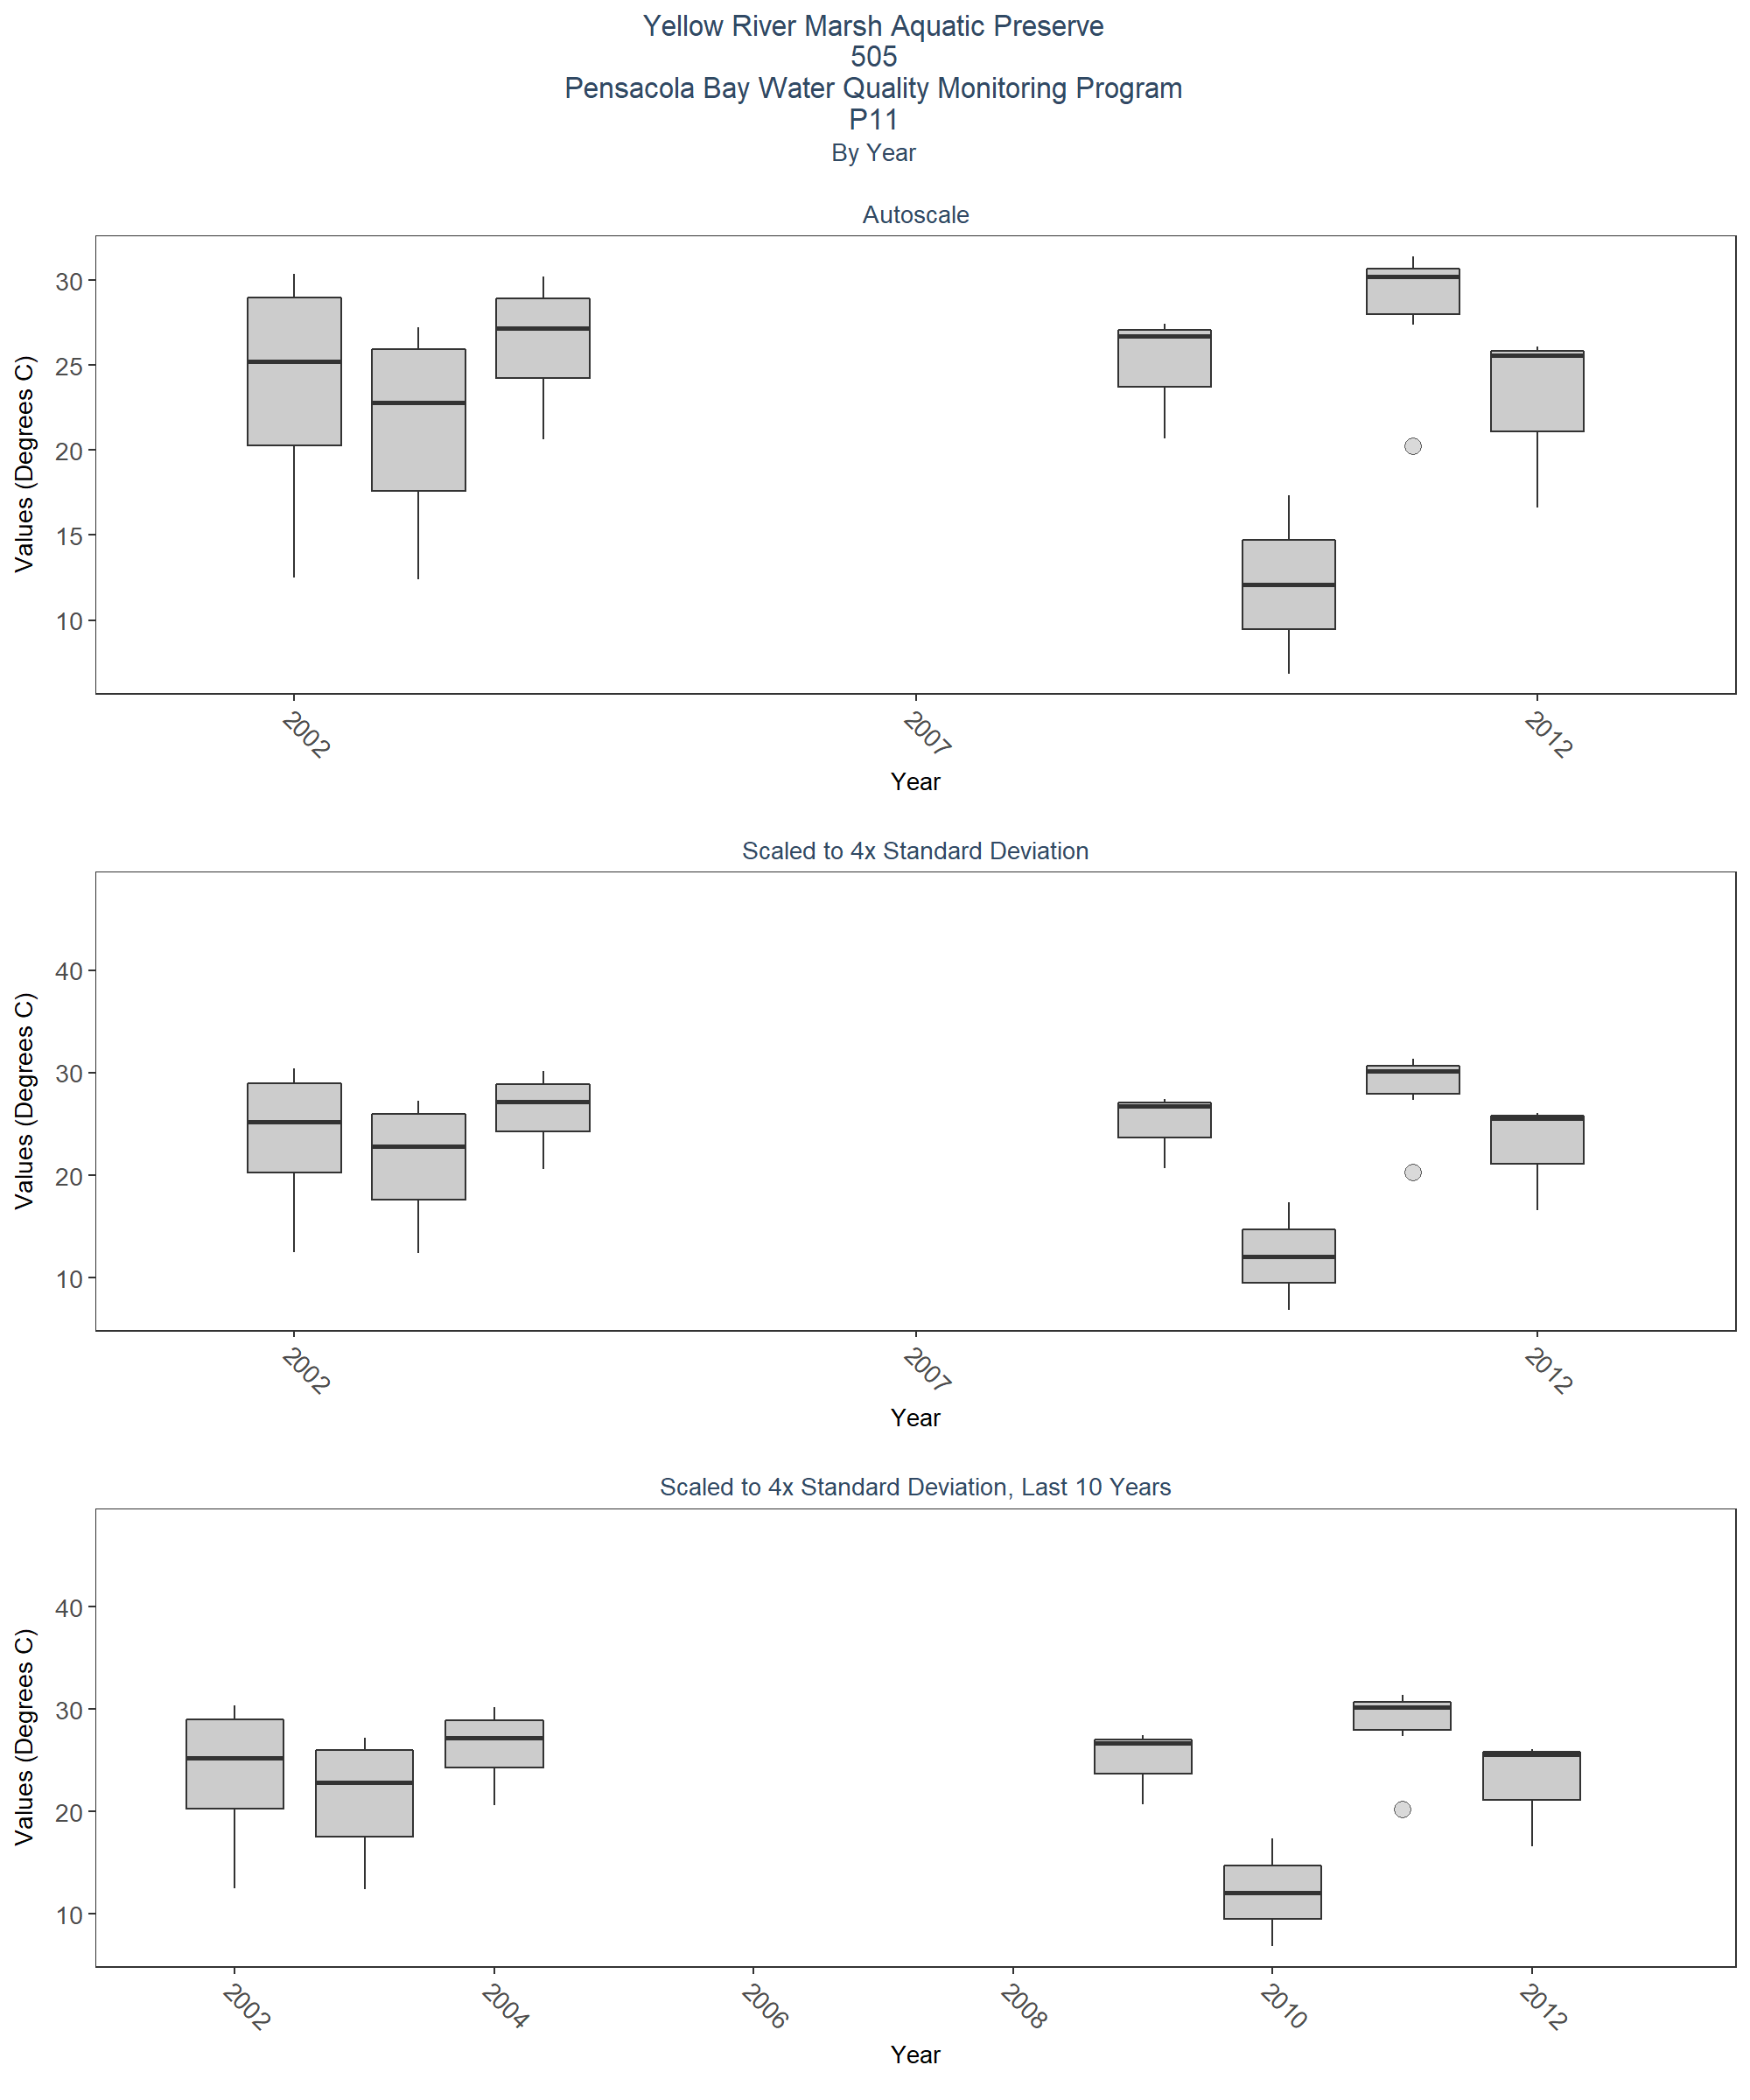 Yellow River Marsh Aquatic Preserve
505
Pensacola Bay Water Quality Monitoring Program
P11
By Year
Autoscale
Values (Degrees C)
30
25
20
15
10
2002
2007
2012
Year
Scaled to 4x Standard Deviation
Values (Degrees C)
40
30
20
10
2002
2007
2012
Year
Scaled to 4x Standard Deviation, Last 10 Years
Values (Degrees C)
40
30
20
10
2002
2004
2006
2008
2010
2012
Year